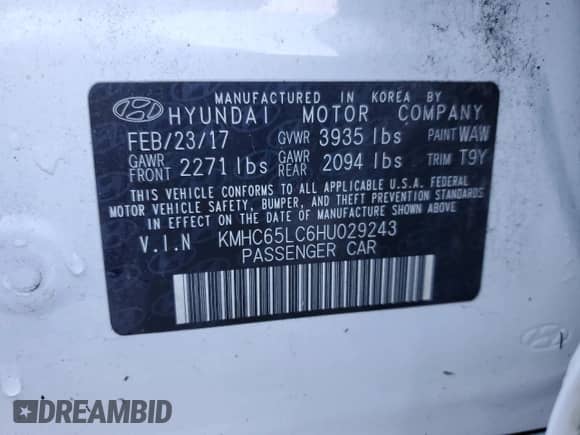 MANUFACTURED IN KOREA BY
HYUNDAI MOTOR COMPANY
FEB/23/17 GVWR 3935 lbs PAINT WAW
GAWR FRONT 2271 lbs GAWR REAR 2094 lbs TRIM T9Y
THIS VEHICLE CONFORMS TO ALL APPLICABLE U.S.A. FEDERAL
MOTOR VEHICLE SAFETY, BUMPER, AND THEFT PREVENTION STANDARDS
IN EFFECT ON THE DATE OF MANUFACTURE SHOWN ABOVE.
V.I.N KMHC65LC6HU029243
PASSENGER CAR
DREAMBID